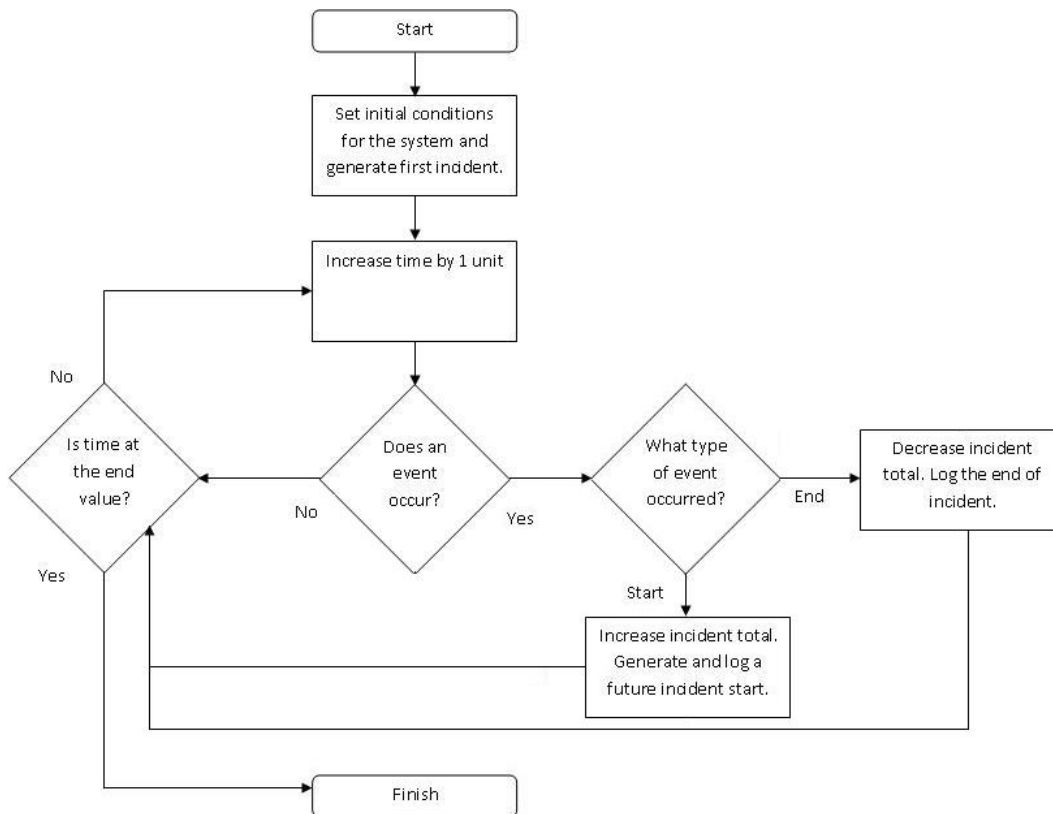 Start
Set initial conditions
for the system and
generate first incident.
Increase time by 1 unit
No
Is time at
the end
value?
Yes
Does an
event
occur?
No
Yes
What type
of event
occurred?
End
Start
Decrease incident
total. Log the end of
incident.
Increase incident total.
Generate and log a
future incident start.
Finish